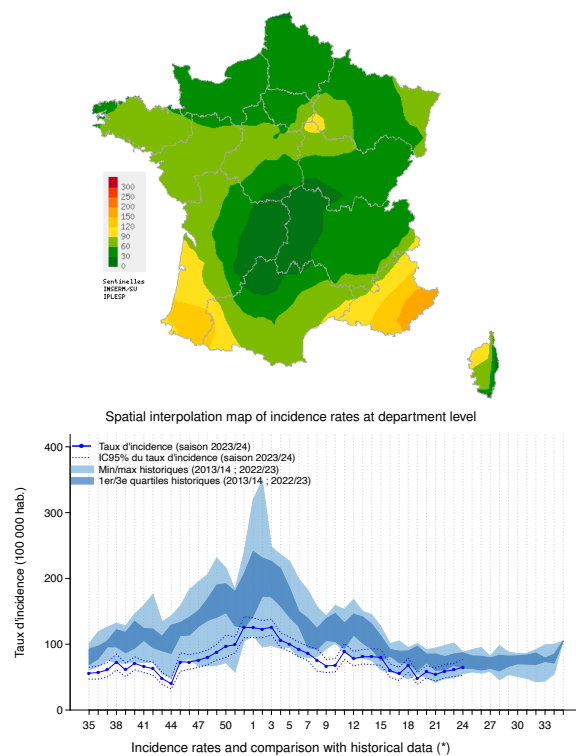 300
250
200
150
120
90
60
30
0
Sentinelles
INSERM/SU
IPLESP
Spatial interpolation map of incidence rates at department level
Taux d'incidence (100 000 hab.)
400
300
200
100
0
Taux d'incidence (saison 2023/24)
IC95% du taux d'incidence (saison 2023/24)
Min/max historiques (2013/14 ; 2022/23)
1er/3e quartiles historiques (2013/14 ; 2022/23)
35 38 41 44 47 50 1 3 5 7 9 12 15 18 21 24 27 30 33
Incidence rates and comparison with historical data (*)